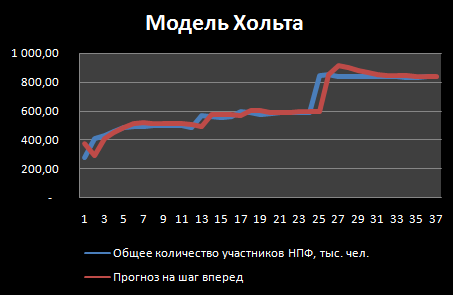 Модель Хольта
1 000,00
800,00
600,00
400,00
200,00
-
1 3 5 7 9 11 13 15 17 19 21 23 25 27 29 31 33 35 37
Общее количество участников НПФ, тыс. чел.
Прогноз на шаг вперед